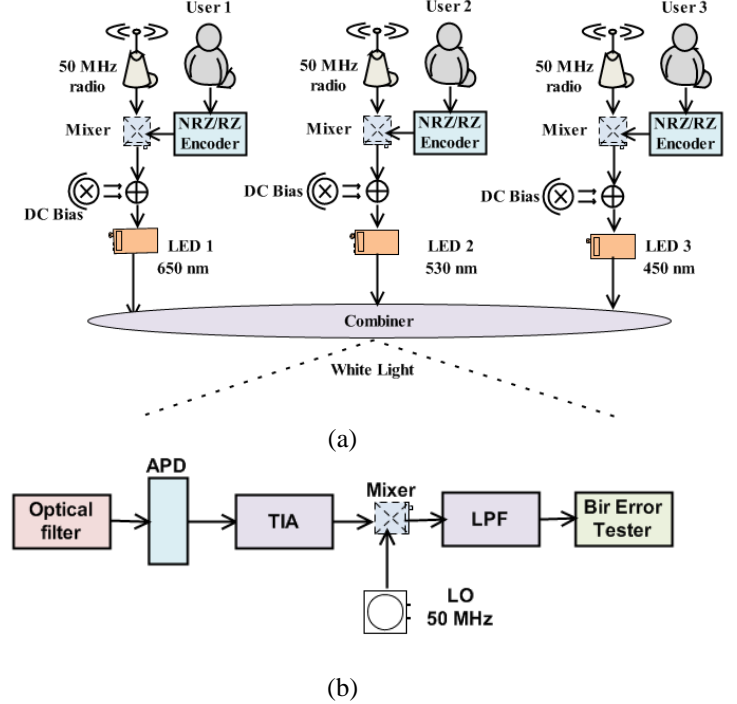 User 1
User 2
User 3
50 MHz
radio
50 MHz
radio
50 MHz
radio
Mixer
NRZ/RZ
Encoder
Mixer
NRZ/RZ
Encoder
Mixer
NRZ/RZ
Encoder
DC Bias
DC Bias
DC Bias
LED 1
650 nm
LED 2
530 nm
LED 3
450 nm
Combiner
White Light
(a)
APD
Mixer
Optical
filter
TIA
LPF
Bir Error
Tester
LO
50 MHz
(b)